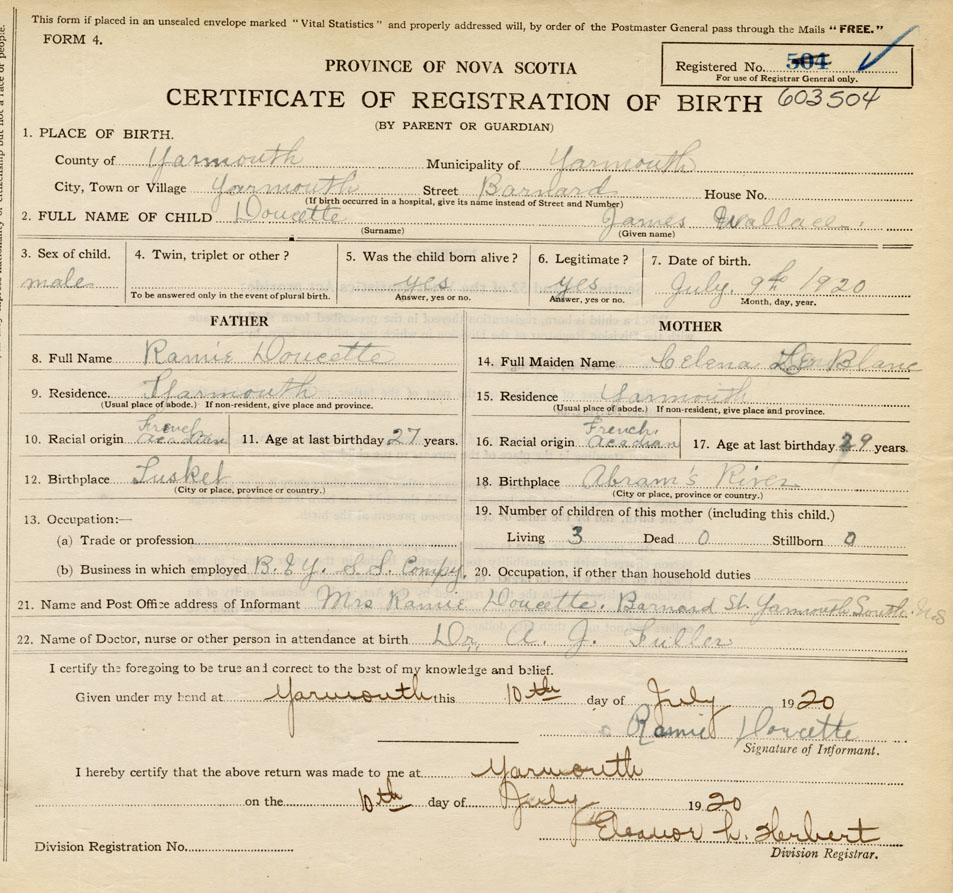 This form if placed in an unsealed envelope marked "Vital Statistics" and properly addressed will, by order of the Postmaster General pass through the Mails "FREE."
FORM 4.
PROVINCE OF NOVA SCOTIA
Registered No. 504
For use of Registrar General only.
CERTIFICATE OF REGISTRATION OF BIRTH 603504
(BY PARENT OR GUARDIAN)
1. PLACE OF BIRTH.
County of Yarmouth Municipality of Yarmouth
City, Town or Village Yarmouth Street Barnard House No.
(If birth occurred in a hospital, give its name instead of Street and Number)
2. FULL NAME OF CHILD Doucette James Wallace
(Surname) (Given name)
3. Sex of child. 4. Twin, triplet or other? 5. Was the child born alive? 6. Legitimate? 7. Date of birth.
male yes yes July. 9th 1920
To be answered only in the event of plural birth. Answer, yes or no. Answer, yes or no. Month, day, year.
FATHER
8. Full Name Ramie Doucette
9. Residence. Yarmouth
(Usual place of abode.) If non-resident, give place and province.
10. Racial origin French Acadian 11. Age at last birthday 27 years.
12. Birthplace Tusket
(City or place, province or country.)
13. Occupation:—
(a) Trade or profession
(b) Business in which employed B. & Y. S. S. Compy.
MOTHER
14. Full Maiden Name Celena Le Blanc
15. Residence Yarmouth
(Usual place of abode.) If non-resident, give place and province.
16. Racial origin French Acadian 17. Age at last birthday 29 years.
18. Birthplace Abram's River
(City or place, province or country.)
19. Number of children of this mother (including this child.)
Living 3 Dead 0 Stillborn 0
20. Occupation, if other than household duties
21. Name and Post Office address of Informant Mrs Ramie Doucette. Barnard St. Yarmouth South. NS
22. Name of Doctor, nurse or other person in attendance at birth Dr. A. J. Fuller
I certify the foregoing to be true and correct to the best of my knowledge and belief.
Given under my hand at Yarmouth this 10th day of July 1920
Ramie Doucette
Signature of Informant.
I hereby certify that the above return was made to me at Yarmouth
on the 10th day of July 1920
Eleanor L. Herbert
Division Registration No.
Division Registrar.